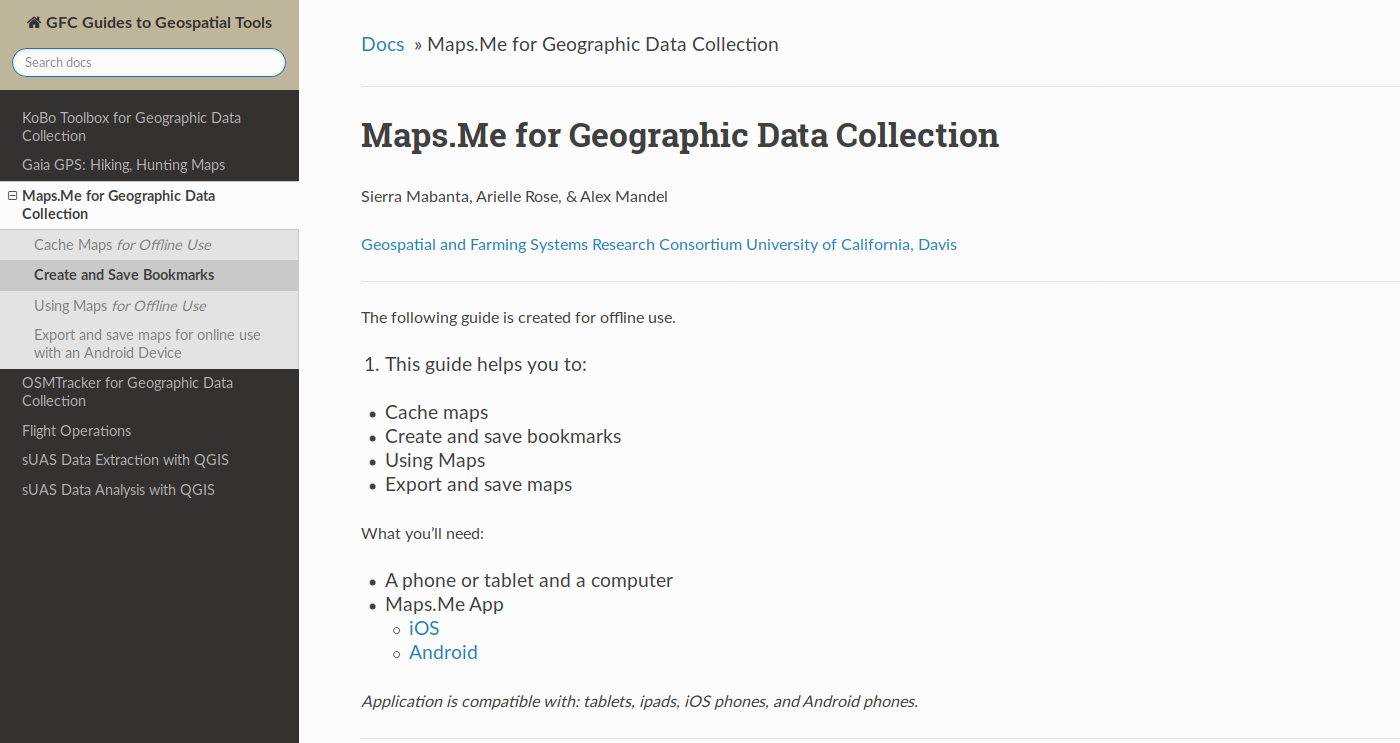 GFC Guides to Geospatial Tools
Search docs
KoBo Toolbox for Geographic Data
Collection
Gaia GPS: Hiking, Hunting Maps
Maps.Me for Geographic Data
Collection
Cache Maps for Offline Use
Create and Save Bookmarks
Using Maps for Offline Use
Export and save maps for online use
with an Android Device
OSMTracker for Geographic Data
Collection
Flight Operations
sUAS Data Extraction with QGIS
sUAS Data Analysis with QGIS
Docs » Maps.Me for Geographic Data Collection
Maps.Me for Geographic Data Collection
Sierra Mabanta, Arielle Rose, & Alex Mandel
Geospatial and Farming Systems Research Consortium University of California, Davis
The following guide is created for offline use.
1. This guide helps you to:
• Cache maps
• Create and save bookmarks
• Using Maps
• Export and save maps
What you’ll need:
• A phone or tablet and a computer
• Maps.Me App
○ iOS
○ Android
Application is compatible with: tablets, ipads, iOS phones, and Android phones.